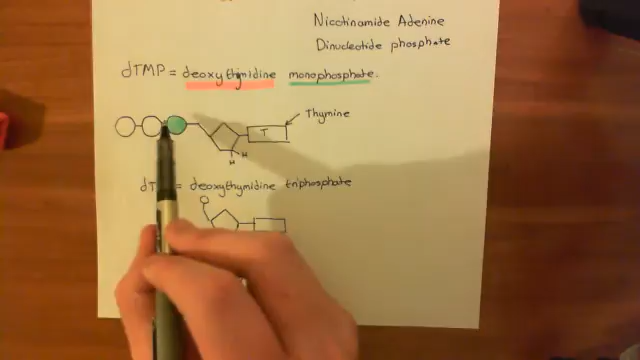 Nicotinamide Adenine
Dinucleotide phosphate
dTMP = deoxythymidine monophosphate.
Thymine
T
H
H
= deoxythymidine triphosphate